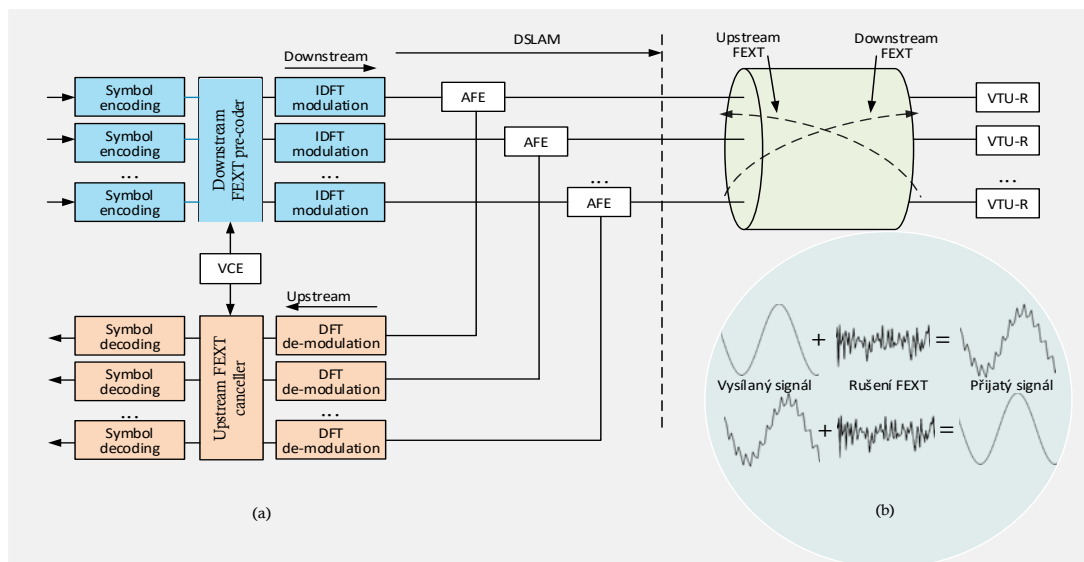 Downstream
DSLAM
Upstream
FEXT
Downstream
FEXT
Symbol
encoding
Downstream
FEXT pre-coder
IDFT
modulation
AFE
VTU-R
Symbol
encoding
IDFT
modulation
AFE
VTU-R
...
...
...
...
Symbol
encoding
IDFT
modulation
AFE
VTU-R
VCE
Upstream
Symbol
decoding
Upstream FEXT
canceller
DFT
de-modulation
Symbol
decoding
DFT
de-modulation
...
...
Symbol
decoding
DFT
de-modulation
+ =
Vysílaný signál Rušení FEXT Přijatý signál
+ =
(a)
(b)